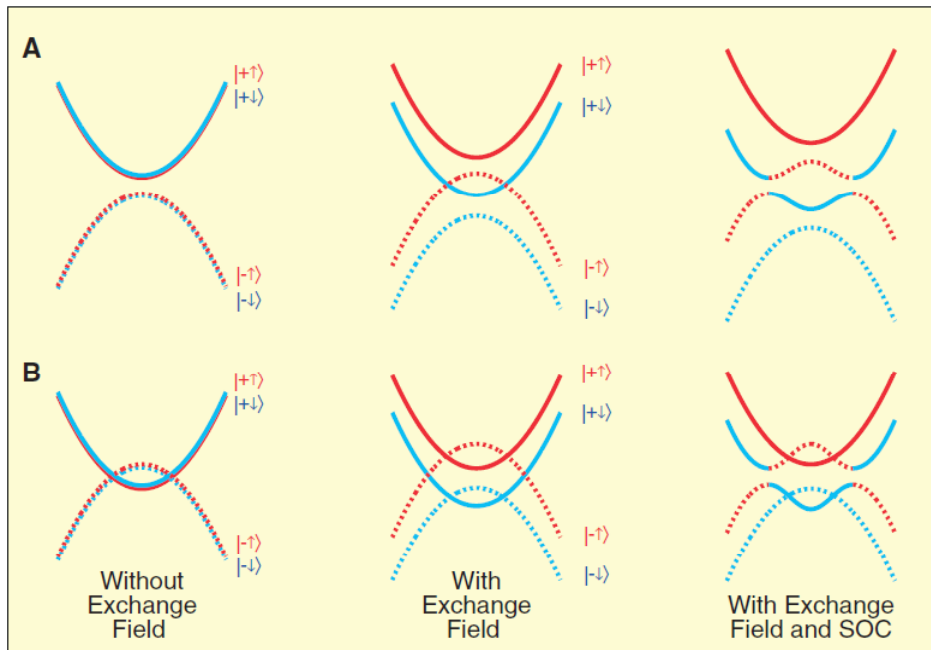 A
|+↑⟩
|+↓⟩
|-↑⟩
|-↓⟩
|+↑⟩
|+↓⟩
|-↑⟩
|-↓⟩
B
|+↑⟩
|+↓⟩
|-↑⟩
|-↓⟩
|+↑⟩
|+↓⟩
|-↑⟩
|-↓⟩
Without
Exchange
Field
With
Exchange
Field
With Exchange
Field and SOC